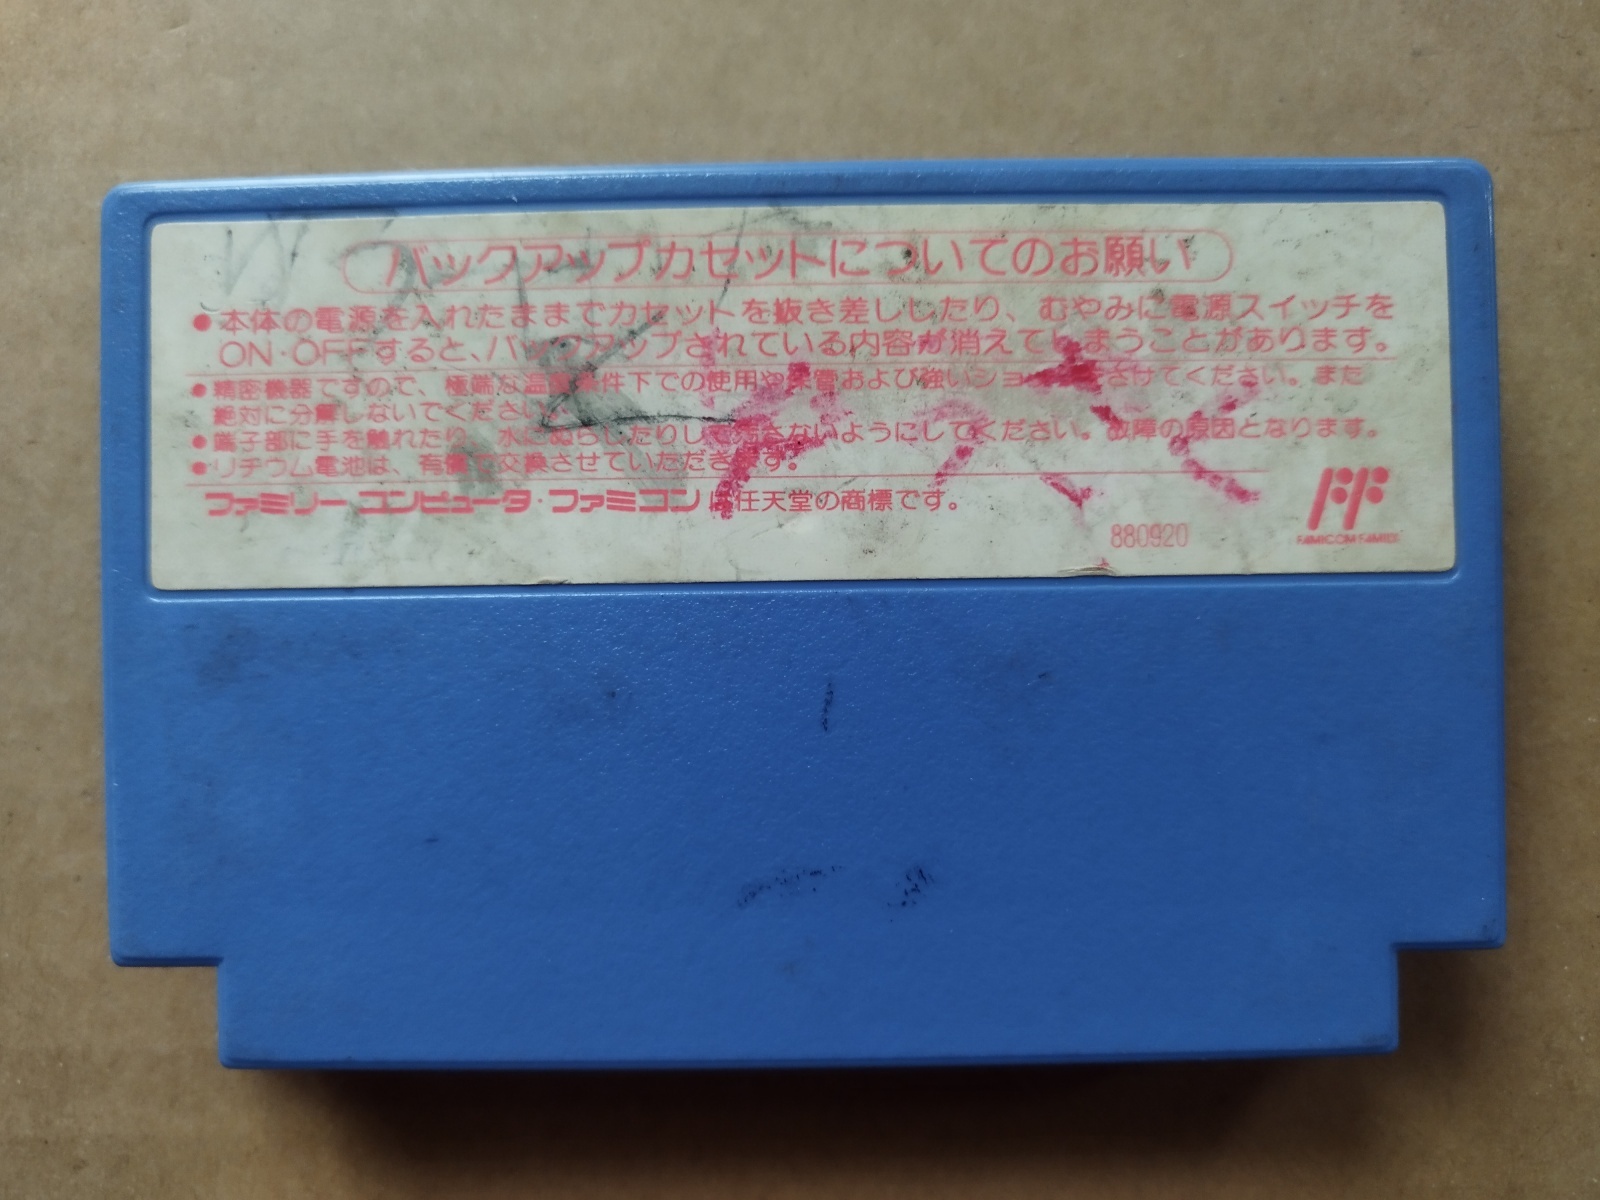 バックアップカセットについてのお願い
●本体の電源を入れたままでカセットを抜き差ししたり、むやみに電源スイッチを
ON·OFFすると、バックアップされている内容が消えてしまうことがあります。
●精密機器ですので、極端な温度条件下での使用や保管および強いショックをさけてください。また
絶対に分解しないでください。
●端子部に手を触れたり、水にぬらしたりして汚さないようにしてください。故障の原因となります。
●リチウム電池は、有償で交換させていただきます。
ファミリーコンピュータ・ファミコンは任天堂の商標です。
880920
FAMICOM FAMILY